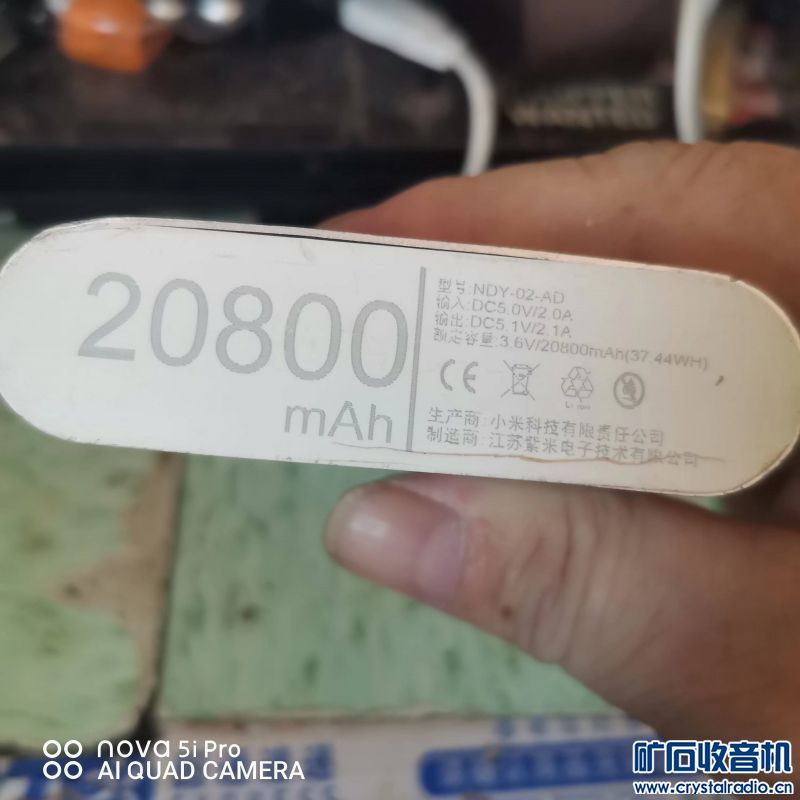 20800
mAh
型号:NDY-02-AD
输入:DC5.0V/2.0A
输出:DC5.1V/2.1A
额定容量:3.6V/20800mAh(37.44WH)
CE
Li-ion
生产商:小米科技有限责任公司
制造商:江苏紫米电子技术有限公司
nova 5i Pro
AI QUAD CAMERA
矿石收音机
www.crystalradio.cn